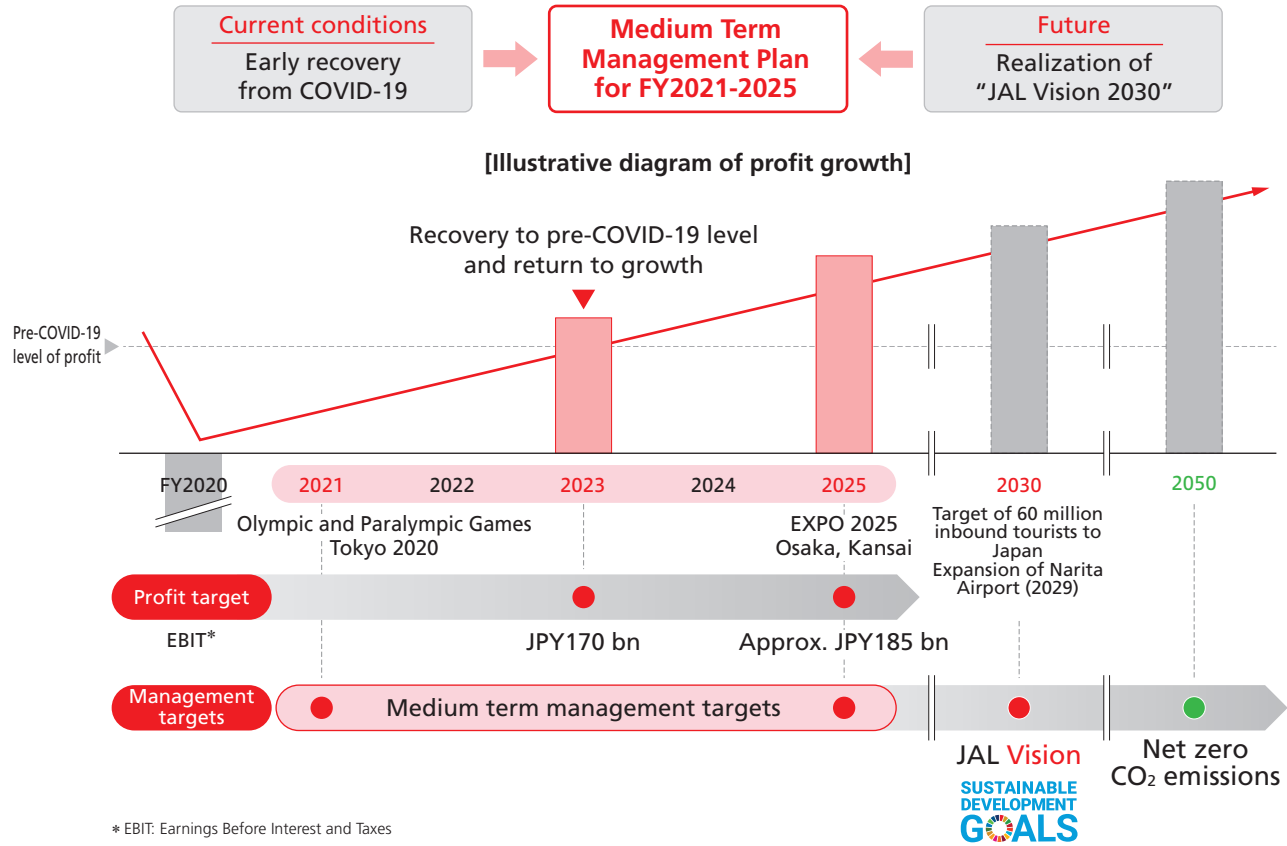 Current conditions
Early recovery
from COVID-19
Medium Term
Management Plan
for FY2021-2025
Future
Realization of
“JAL Vision 2030”
[Illustrative diagram of profit growth]
Recovery to pre-COVID-19 level
and return to growth
Pre-COVID-19
level of profit
FY2020
2021
2022
2023
2024
2025
2030
2050
Olympic and Paralympic Games
Tokyo 2020
EXPO 2025
Osaka, Kansai
Target of 60 million
inbound tourists to
Japan
Expansion of Narita
Airport (2029)
Profit target
EBIT*
JPY170 bn
Approx. JPY185 bn
Management
targets
Medium term management targets
JAL Vision
SUSTAINABLE
DEVELOPMENT
GOALS
Net zero
CO₂ emissions
* EBIT: Earnings Before Interest and Taxes